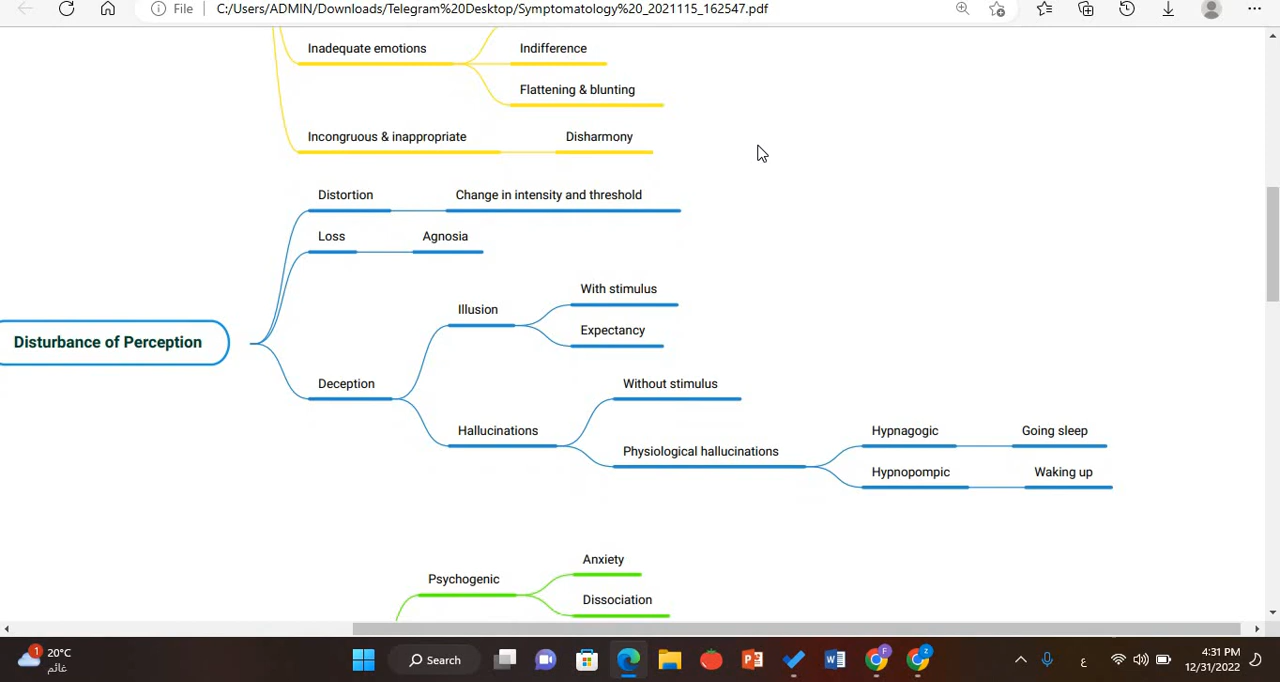 File
C:/Users/ADMIN/Downloads/Telegram%20Desktop/Symptomatology%20_2021115_162547.pdf
Inadequate emotions
Indifference
Flattening & blunting
Incongruous & inappropriate
Disharmony
Distortion
Change in intensity and threshold
Loss
Agnosia
Disturbance of Perception
Deception
Illusion
With stimulus
Expectancy
Hallucinations
Without stimulus
Physiological hallucinations
Hypnagogic
Going sleep
Hypnopompic
Waking up
Psychogenic
Anxiety
Dissociation
1
20°C
غائم
Search
F
z
ع
4:31 PM
12/31/2022